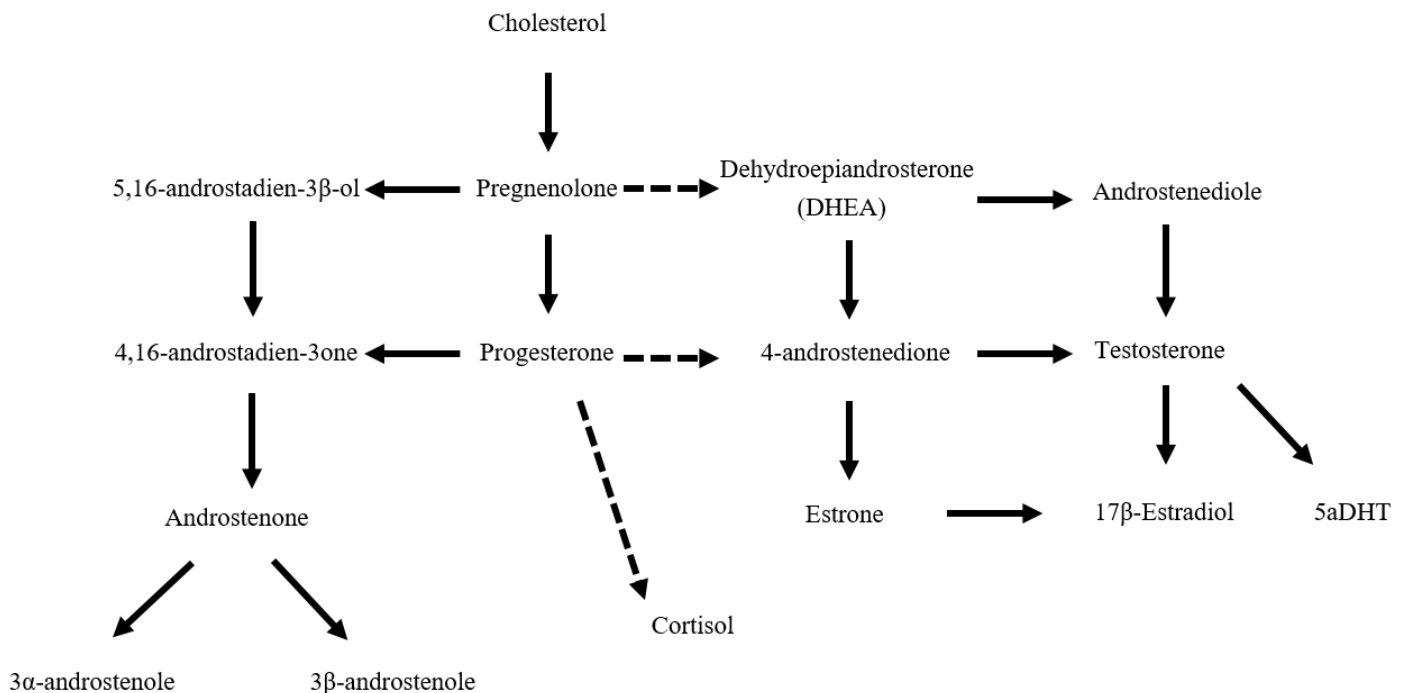 Cholesterol
5,16-androstadien-3β-ol
Pregnenolone
Dehydroepiandrosterone
(DHEA)
Androstenediole
4,16-androstadien-3one
Progesterone
4-androstenedione
Testosterone
Androstenone
Estrone
17β-Estradiol
5aDHT
Cortisol
3α-androstenole
3β-androstenole